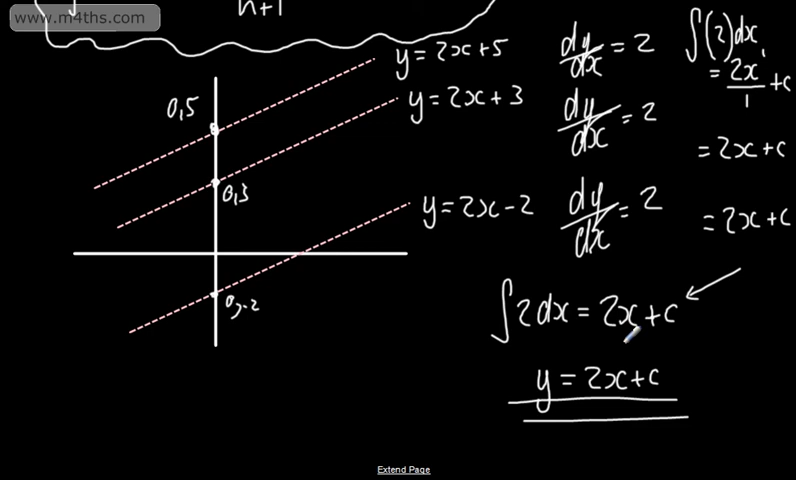 www.m4ths.com
n+1
y=2x+5
y=2x+3
y=2x-2
0,5
0,3
0,-2
dy/dx = 2
dy/dx = 2
dy/dx = 2
∫(2)dx
= 2x¹/1 + c
= 2x+c
= 2x+c
∫2dx = 2x+c
y = 2x+c
Extend Page